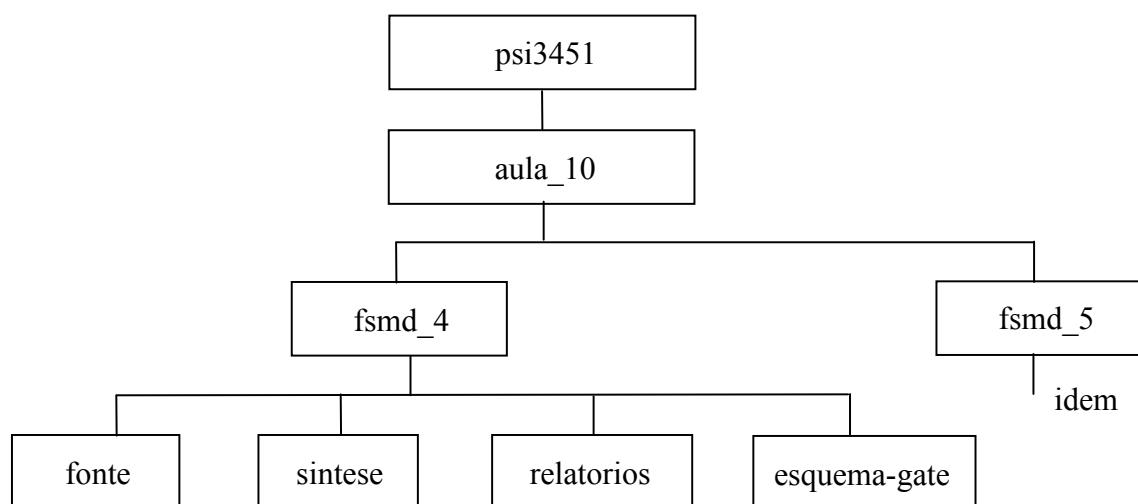 psi3451
aula_10
fsmd_4
fsmd_5
idem
fonte
sintese
relatorios
esquema-gate